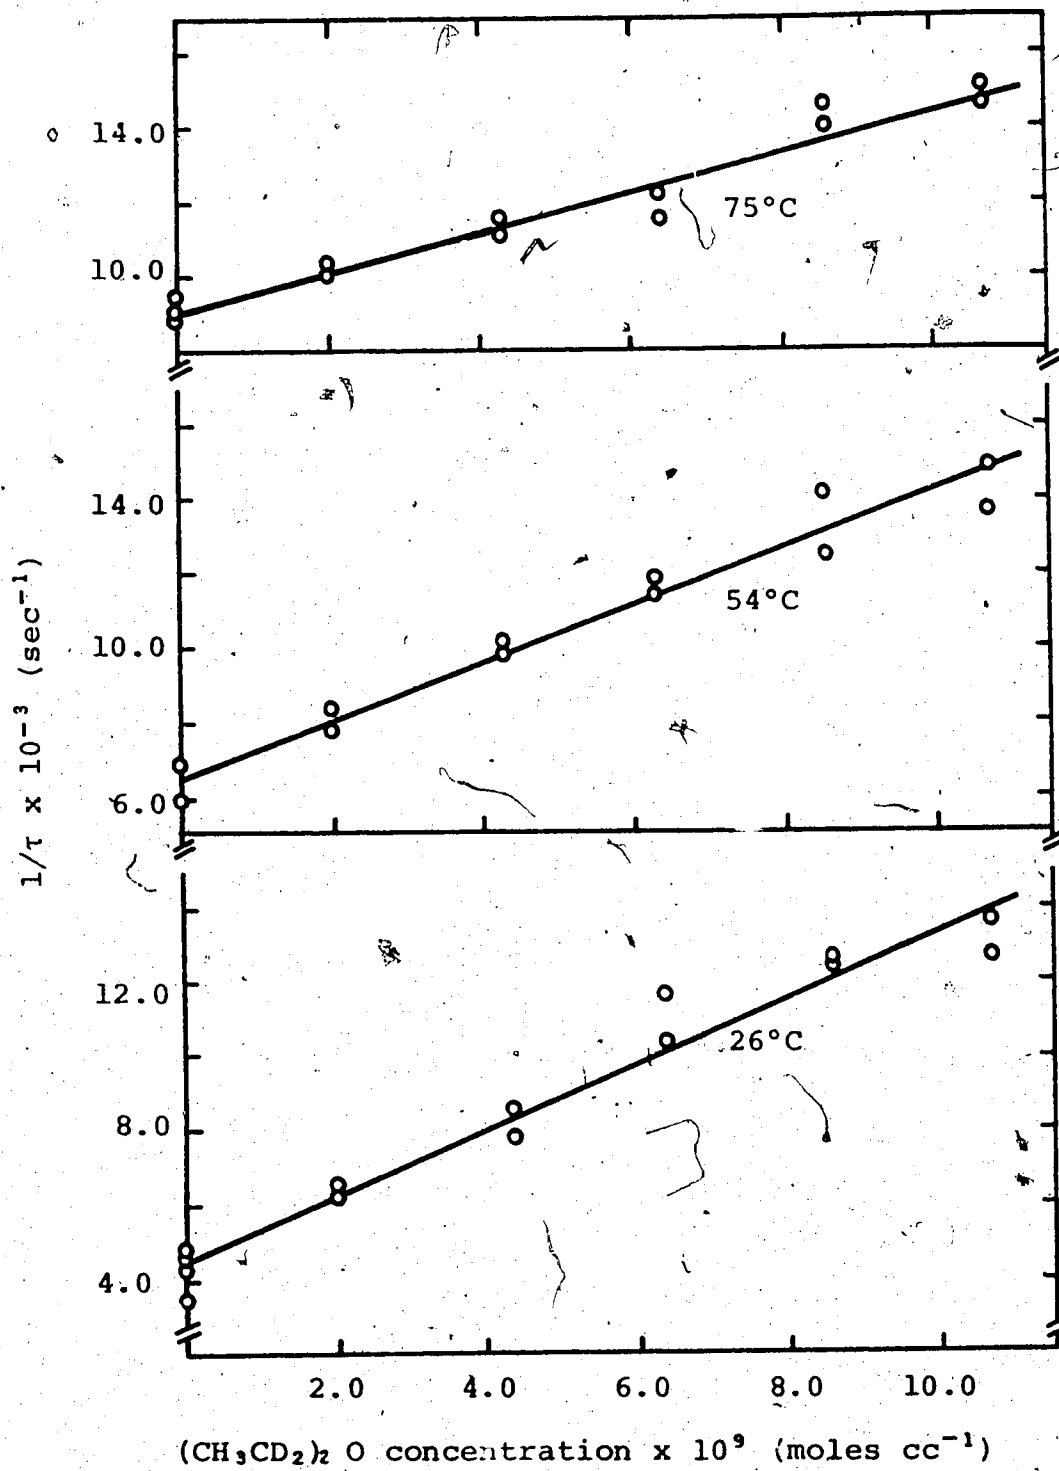 14.0
10.0
75°C
14.0
10.0
6.0
54°C
1/τ x 10⁻³ (sec⁻¹)
12.0
8.0
4.0
26°C
2.0 4.0 6.0 8.0 10.0
(CH₃CD₂)₂ O concentration x 10⁹ (moles cc⁻¹)